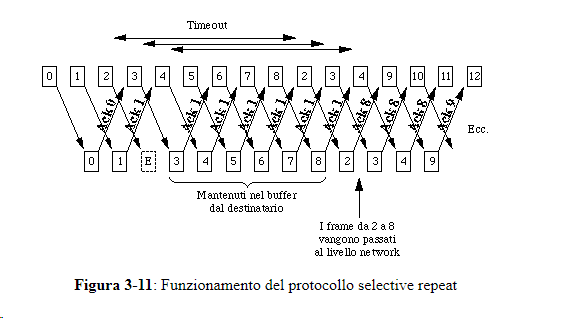 Timeout
0 1 2 3 4 5 6 7 8 2 3 4 9 10 11 12
Ack 0 Ack 1 Ack 1 Ack 1 Ack 1 Ack 1 Ack 1 Ack 1 Ack 8 Ack 8 Ack 8 Ack 9
Ecc.
0 1 E 3 4 5 6 7 8 2 3 4 9
Mantenuti nel buffer
dal destinatario
I frame da 2 a 8
vangono passati
al livello network
Figura 3-11: Funzionamento del protocollo selective repeat